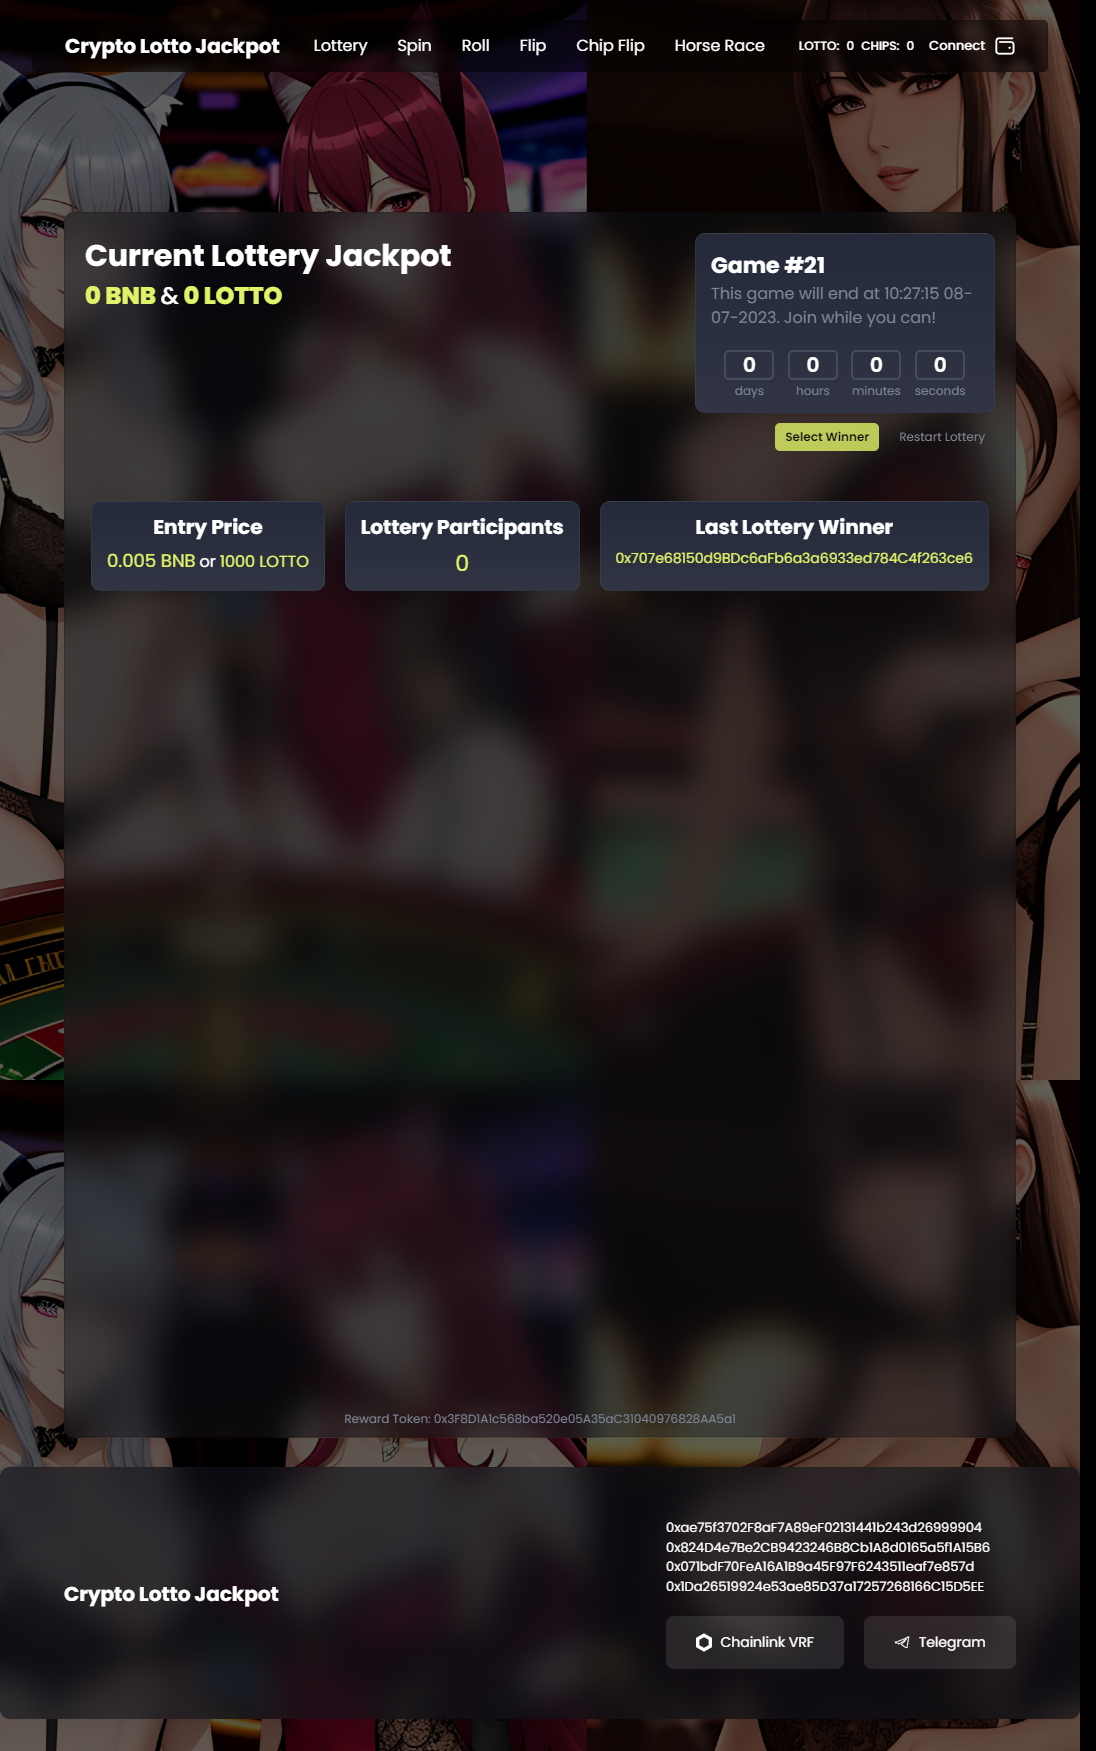 Crypto Lotto Jackpot Lottery Spin Roll Flip Chip Flip Horse Race LOTTO: 0 CHIPS: 0 Connect
Current Lottery Jackpot
0 BNB & 0 LOTTO
Game #21
This game will end at 10:27:15 08-
07-2023. Join while you can!
0 0 0 0
days hours minutes seconds
Select Winner Restart Lottery
Entry Price
0.005 BNB or 1000 LOTTO
Lottery Participants
0
Last Lottery Winner
0x707e68150d9BDc6aFb6a3a6933ed784C4f263ce6
Reward Token: 0x3F8D1A1c568ba520e05A35aC31040976828AA5a1
Crypto Lotto Jackpot
0xae75f3702F8aF7A89eF02131441b243d26999904
0x824D4e7Be2CB9423246B8Cb1A8d0165a5f1A15B6
0x071bdF70FeA16A1B9a45F97F6243511eaf7e857d
0x1Da26519924e53ae85D37a17257268166C15D5EE
Chainlink VRF Telegram